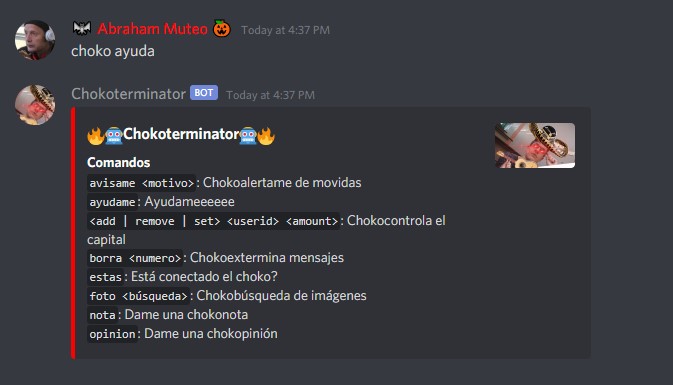 Abraham Muteo Today at 4:37 PM
choko ayuda
Chokoterminator BOT Today at 4:37 PM
🔥🤖Chokoterminator🤖🔥
Comandos
avisame <motivo>: Chokoalertame de movidas
ayudame: Ayudameeeeee
<add | remove | set> <userid> <amount>: Chokocontrola el
capital
borra <numero>: Chokoextermina mensajes
estas: Está conectado el choko?
foto <búsqueda>: Chokobúsqueda de imágenes
nota: Dame una chokonota
opinion: Dame una chokopinión